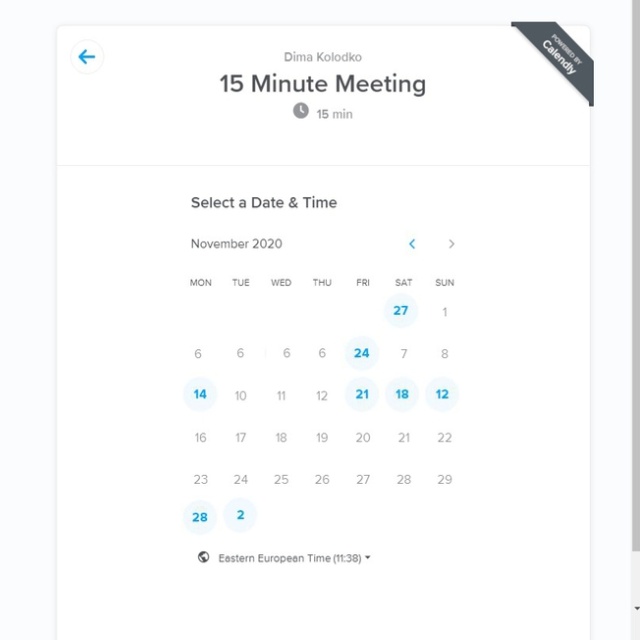 POWERED BY
Calendly
Dima Kolodko
15 Minute Meeting
15 min
Select a Date & Time
November 2020
MON TUE WED THU FRI SAT SUN
27 1
6 6 6 6 24 7 8
14 10 11 12 21 18 12
16 17 18 19 20 21 22
23 24 25 26 27 28 29
28 2
Eastern European Time (11:38)